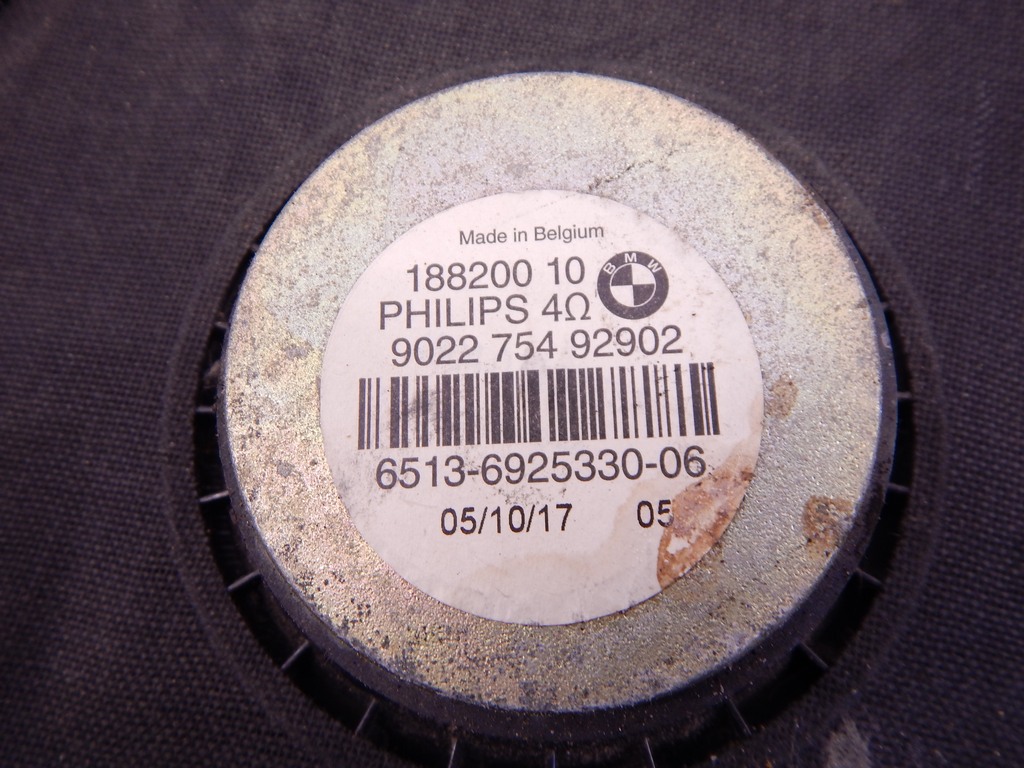 Made in Belgium
188200 10
BMW
PHILIPS 4Ω
9022 754 92902
6513-6925330-06
05/10/17 05